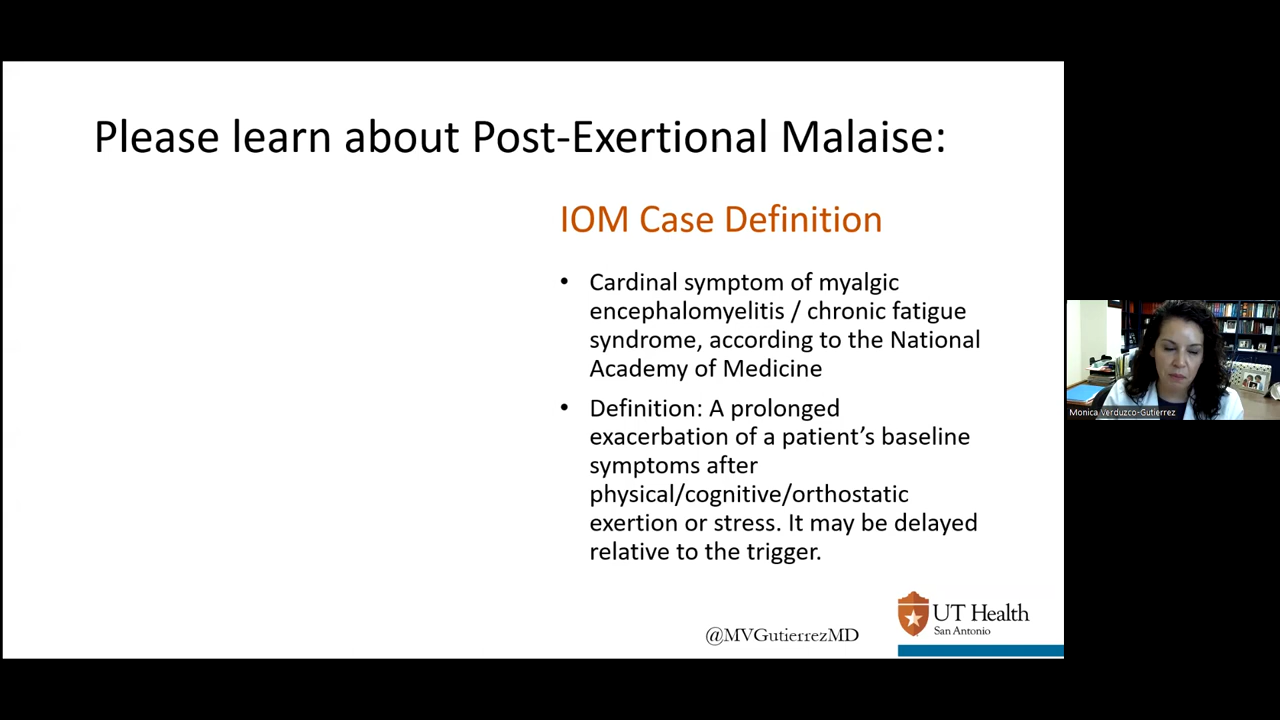 Please learn about Post-Exertional Malaise:
IOM Case Definition
• Cardinal symptom of myalgic
encephalomyelitis / chronic fatigue
syndrome, according to the National
Academy of Medicine
• Definition: A prolonged
exacerbation of a patient's baseline
symptoms after
physical/cognitive/orthostatic
exertion or stress. It may be delayed
relative to the trigger.
@MVGutierrezMD
UT Health
San Antonio
Monica Verduzco-Gutierrez